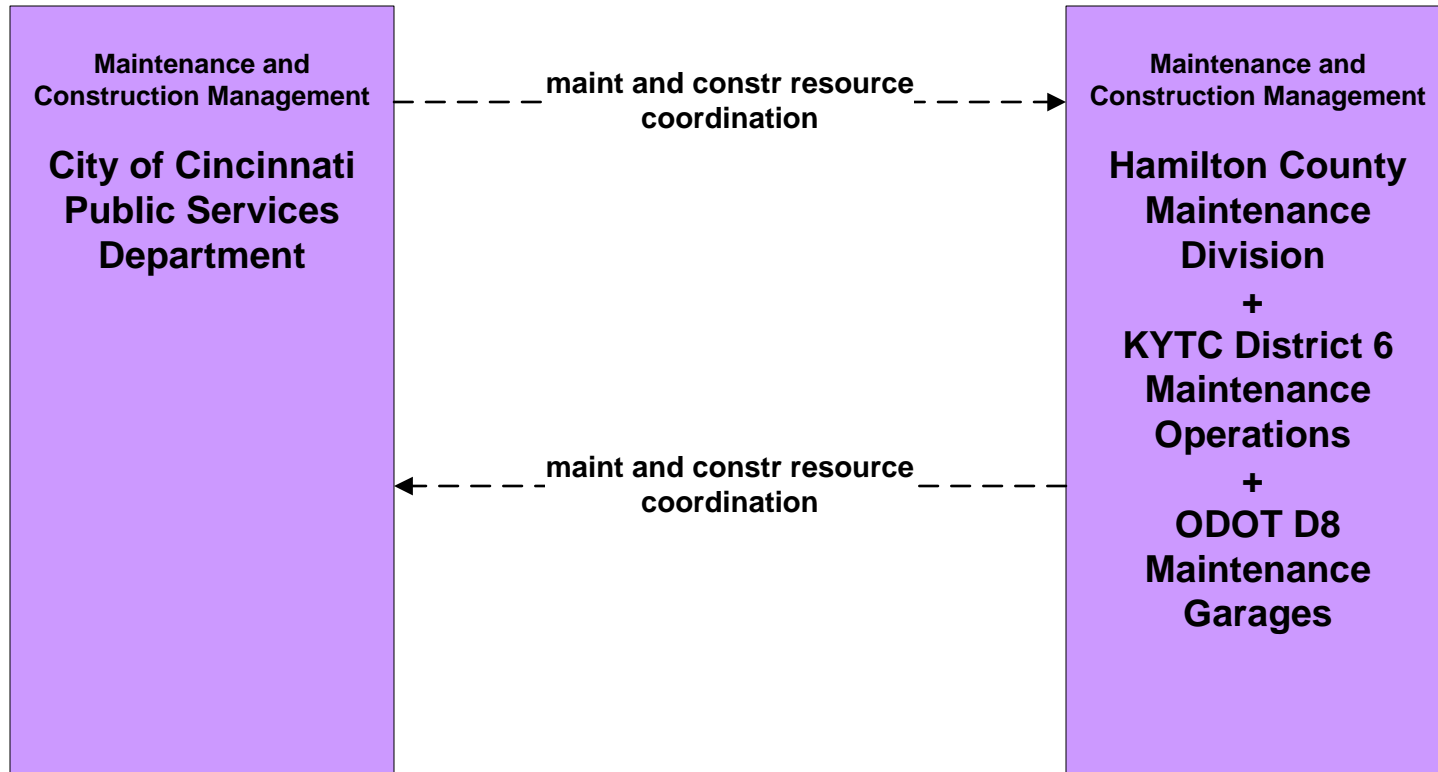 Maintenance and
Construction Management
City of Cincinnati
Public Services
Department
maint and constr resource
coordination
maint and constr resource
coordination
Maintenance and
Construction Management
Hamilton County
Maintenance
Division
+
KYTC District 6
Maintenance
Operations
+
ODOT D8
Maintenance
Garages